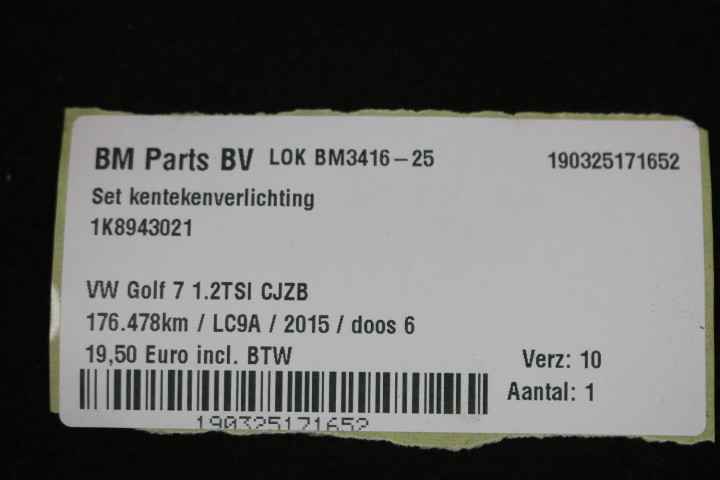 BM Parts BV LOK BM3416-25 190325171652
Set kentekenverlichting
1K8943021
VW Golf 7 1.2TSI CJZB
176.478km / LC9A / 2015 / doos 6
19,50 Euro incl. BTW
Verz: 10
Aantal: 1
190325171652